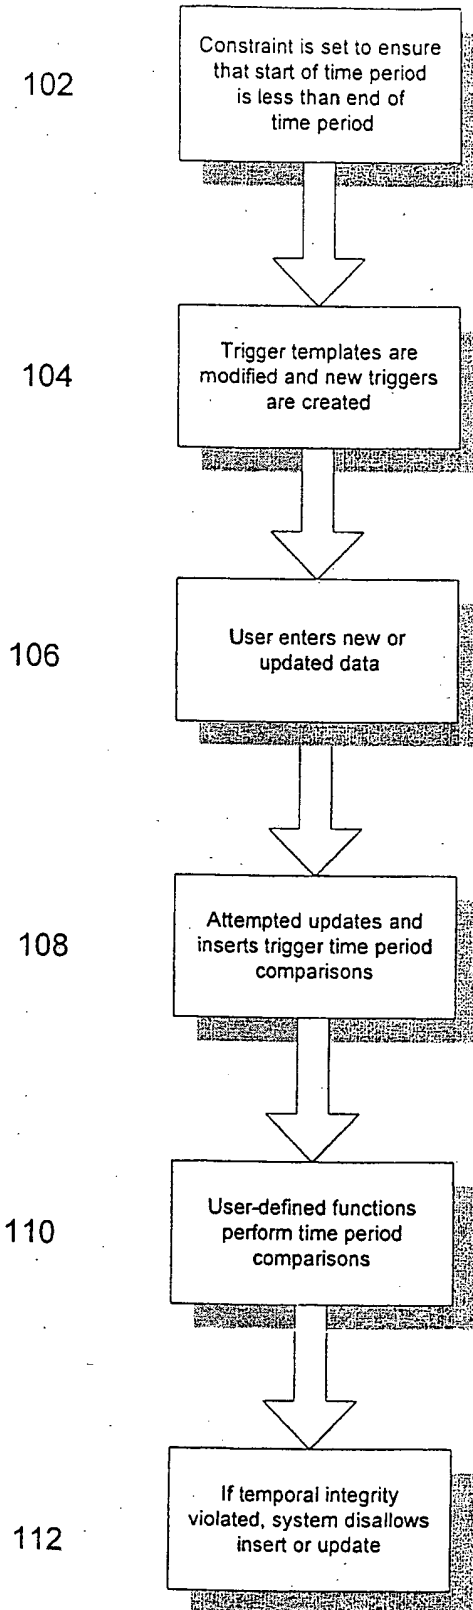 102
Constraint is set to ensure
that start of time period
is less than end of
time period
104
Trigger templates are
modified and new triggers
are created
106
User enters new or
updated data
108
Attempted updates and
inserts trigger time period
comparisons
110
User-defined functions
perform time period
comparisons
112
If temporal integrity
violated, system disallows
insert or update